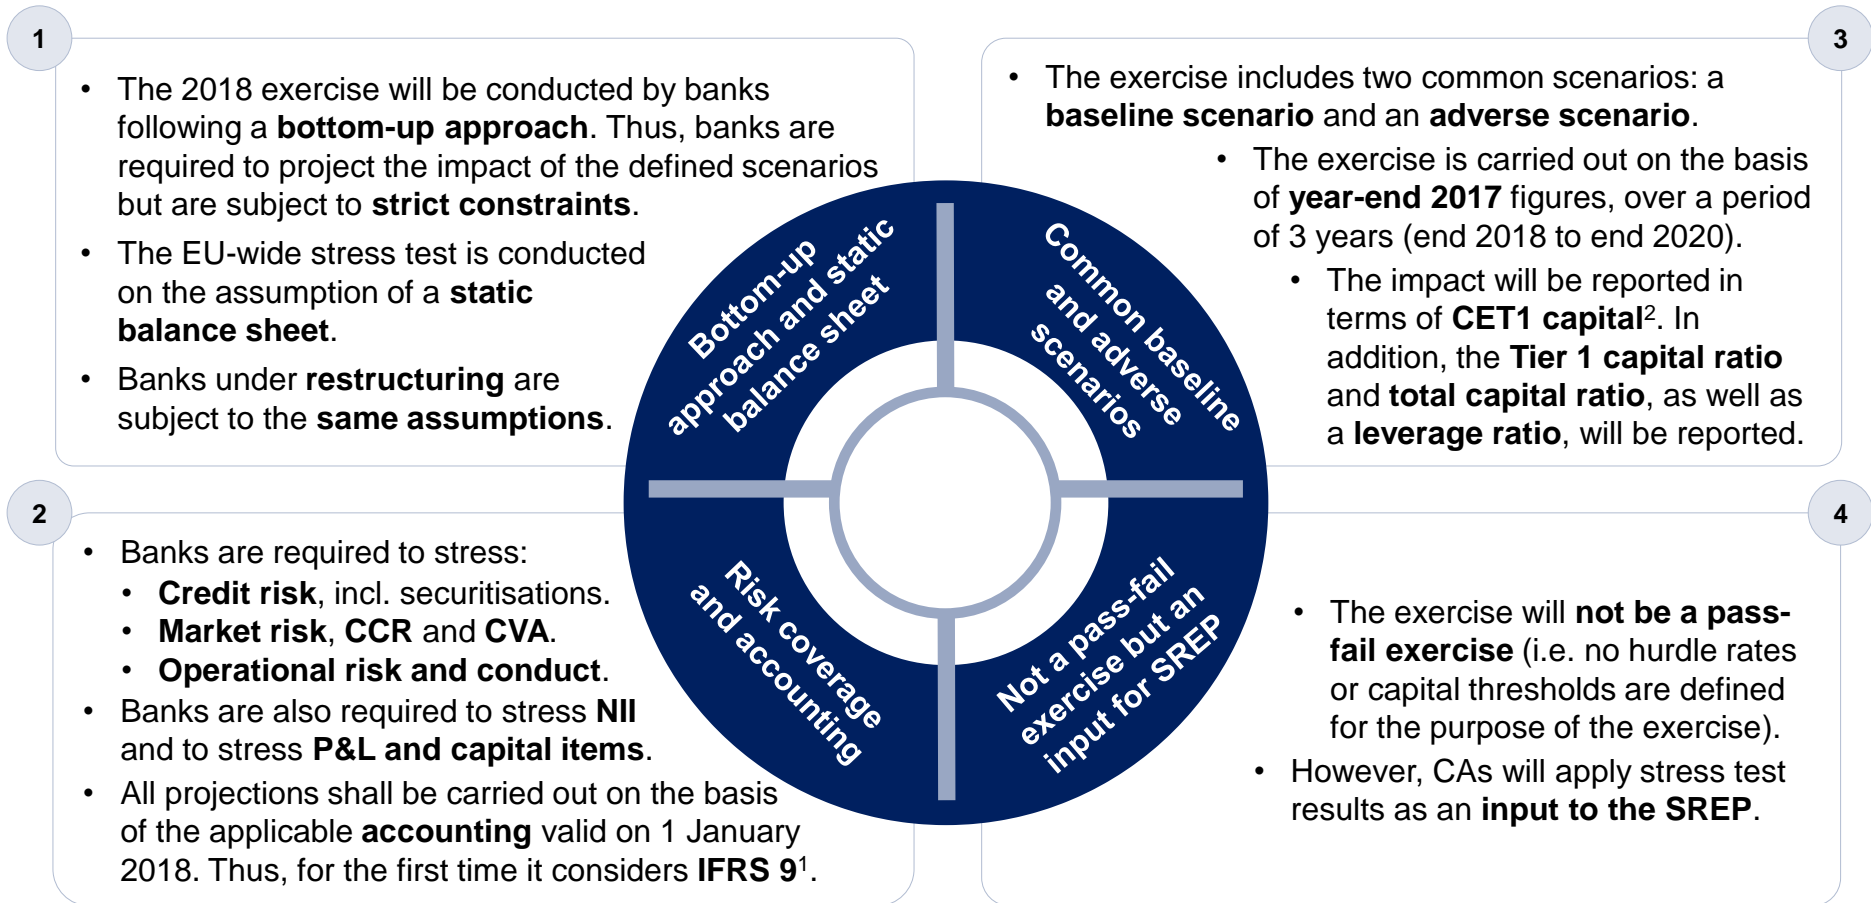 1
• The 2018 exercise will be conducted by banks
following a bottom-up approach. Thus, banks are
required to project the impact of the defined scenarios
but are subject to strict constraints.
• The EU-wide stress test is conducted
on the assumption of a static
balance sheet.
• Banks under restructuring are
subject to the same assumptions.
2
• Banks are required to stress:
• Credit risk, incl. securitisations.
• Market risk, CCR and CVA.
• Operational risk and conduct.
• Banks are also required to stress NII
and to stress P&L and capital items.
• All projections shall be carried out on the basis
of the applicable accounting valid on 1 January
2018. Thus, for the first time it considers IFRS 9¹.
Bottom-up
approach and static
balance sheet
Common baseline
and adverse
scenarios
Risk coverage
and accounting
Not a pass-fail
exercise but an
input for SREP
3
• The exercise includes two common scenarios: a
baseline scenario and an adverse scenario.
• The exercise is carried out on the basis
of year-end 2017 figures, over a period
of 3 years (end 2018 to end 2020).
• The impact will be reported in
terms of CET1 capital². In
addition, the Tier 1 capital ratio
and total capital ratio, as well as
a leverage ratio, will be reported.
4
• The exercise will not be a pass-
fail exercise (i.e. no hurdle rates
or capital thresholds are defined
for the purpose of the exercise).
• However, CAs will apply stress test
results as an input to the SREP.